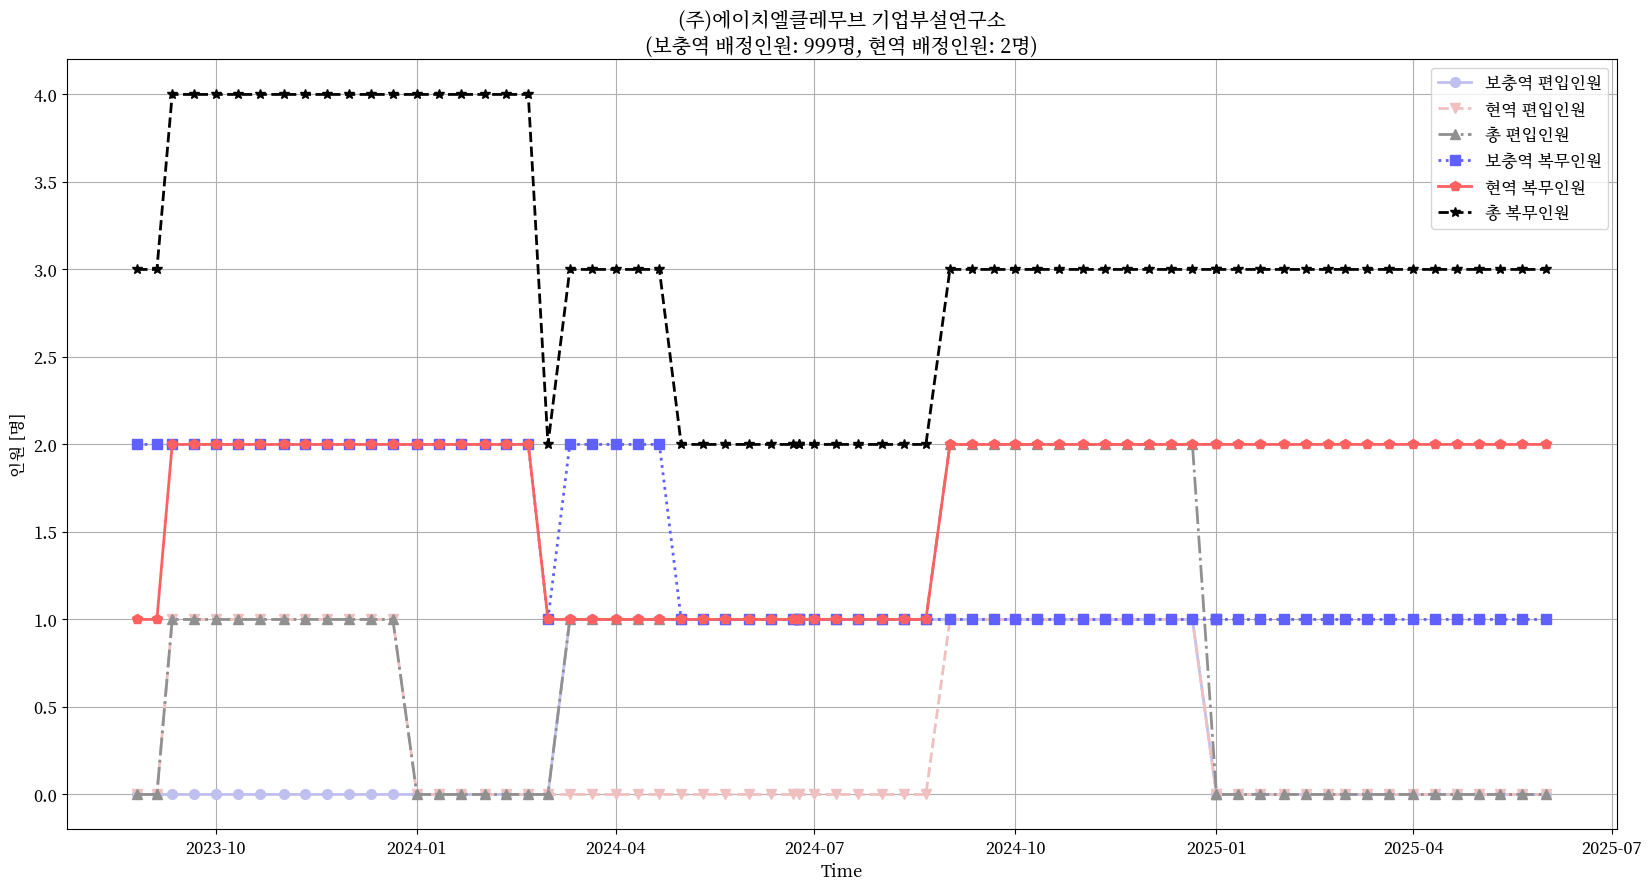 (주)에이치엘클레무브 기업부설연구소
(보충역 배정인원: 999명, 현역 배정인원: 2명)
보충역 편입인원
현역 편입인원
총 편입인원
보충역 복무인원
현역 복무인원
총 복무인원
인원 [명]
4.0
3.5
3.0
2.5
2.0
1.5
1.0
0.5
0.0
2023-10
2024-01
2024-04
2024-07
2024-10
2025-01
2025-04
2025-07
Time